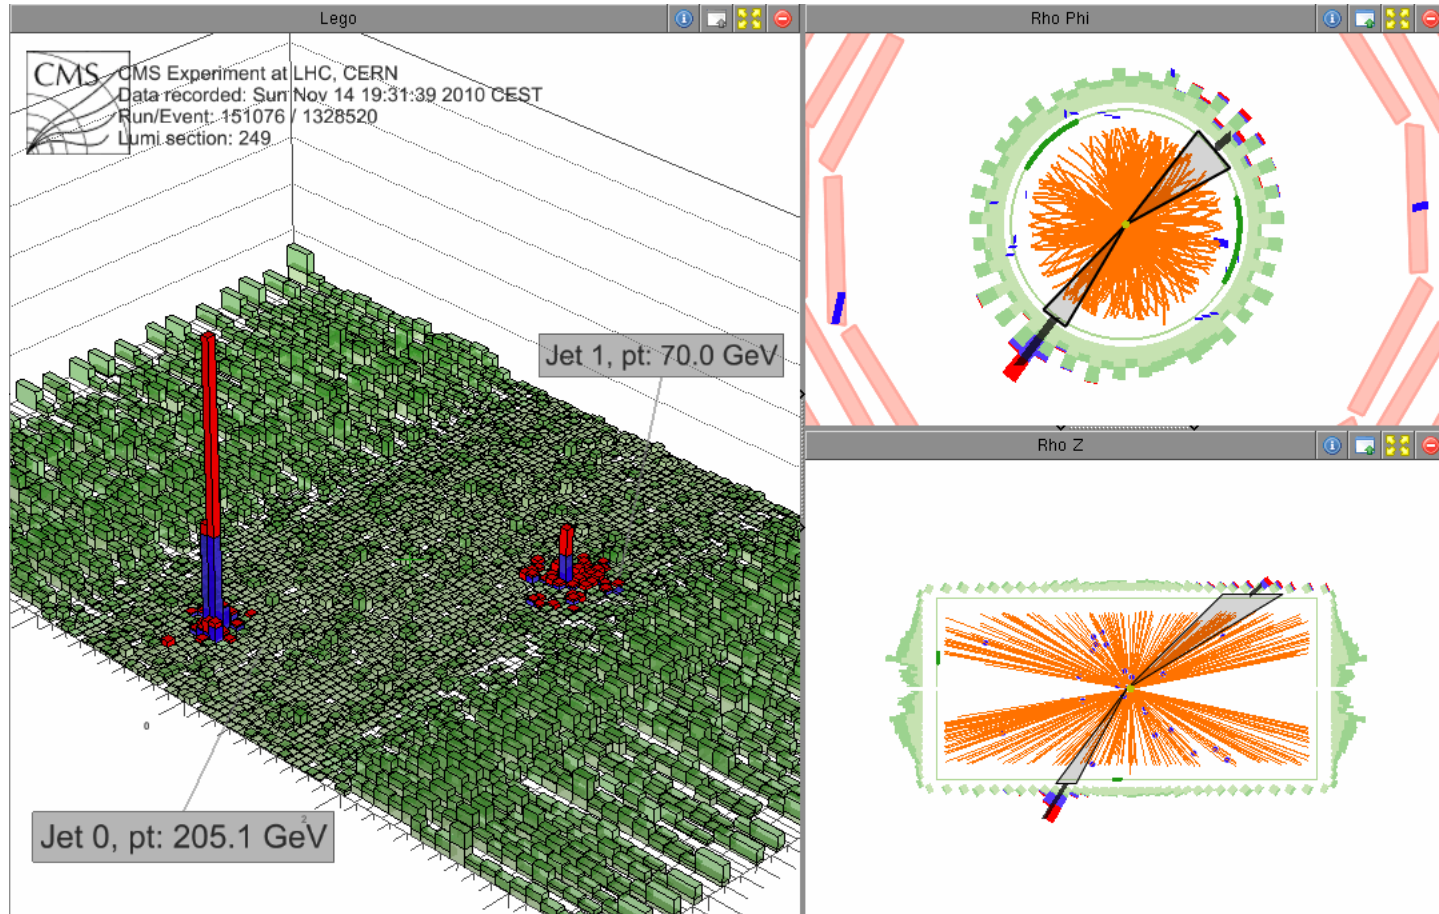 Lego
CMS
CMS Experiment at LHC, CERN
Data recorded: Sun Nov 14 19:31:39 2010 CEST
Run/Event: 151076 / 1328520
Lumi section: 249
Jet 1, pt: 70.0 GeV
0
2
Jet 0, pt: 205.1 GeV
Rho Phi
Rho Z